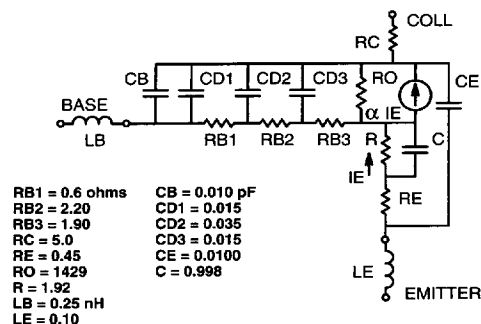 COLL
RC
CB
CD1
CD2
CD3
RO
CE
α IE
BASE
LB
RB1
RB2
RB3
R
C
IE
RE
LE
EMITTER
RB1 = 0.6 ohms
RB2 = 2.20
RB3 = 1.90
RC = 5.0
RE = 0.45
RO = 1429
R = 1.92
LB = 0.25 nH
LE = 0.10
CB = 0.010 pF
CD1 = 0.015
CD2 = 0.035
CD3 = 0.015
CE = 0.0100
C = 0.998